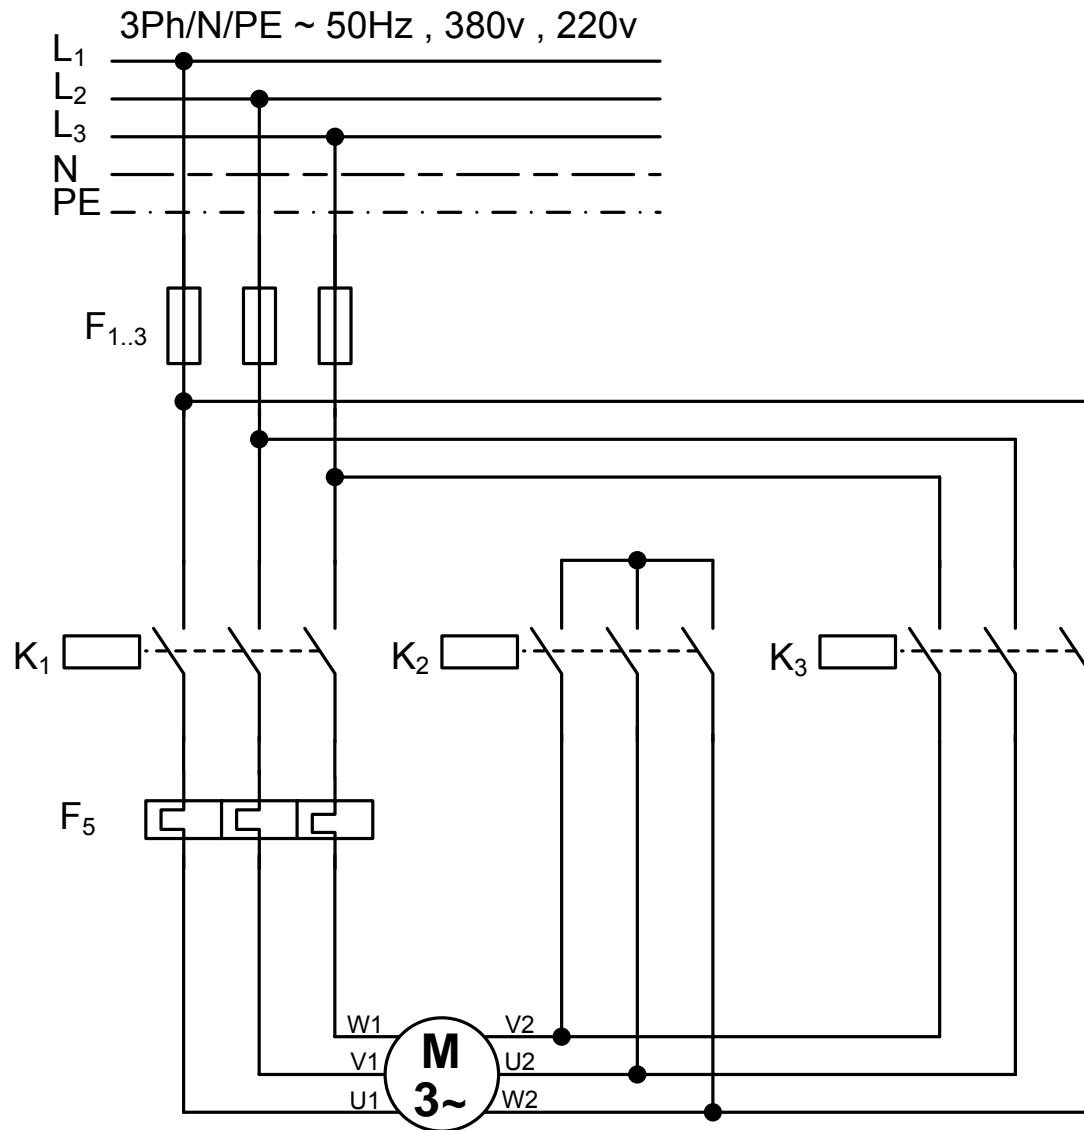 3Ph/N/PE ~ 50Hz , 380v , 220v
L1
L2
L3
N
PE
F1..3
K1
K2
K3
F5
W1
V2
V1
M
U2
3~
U1
W2